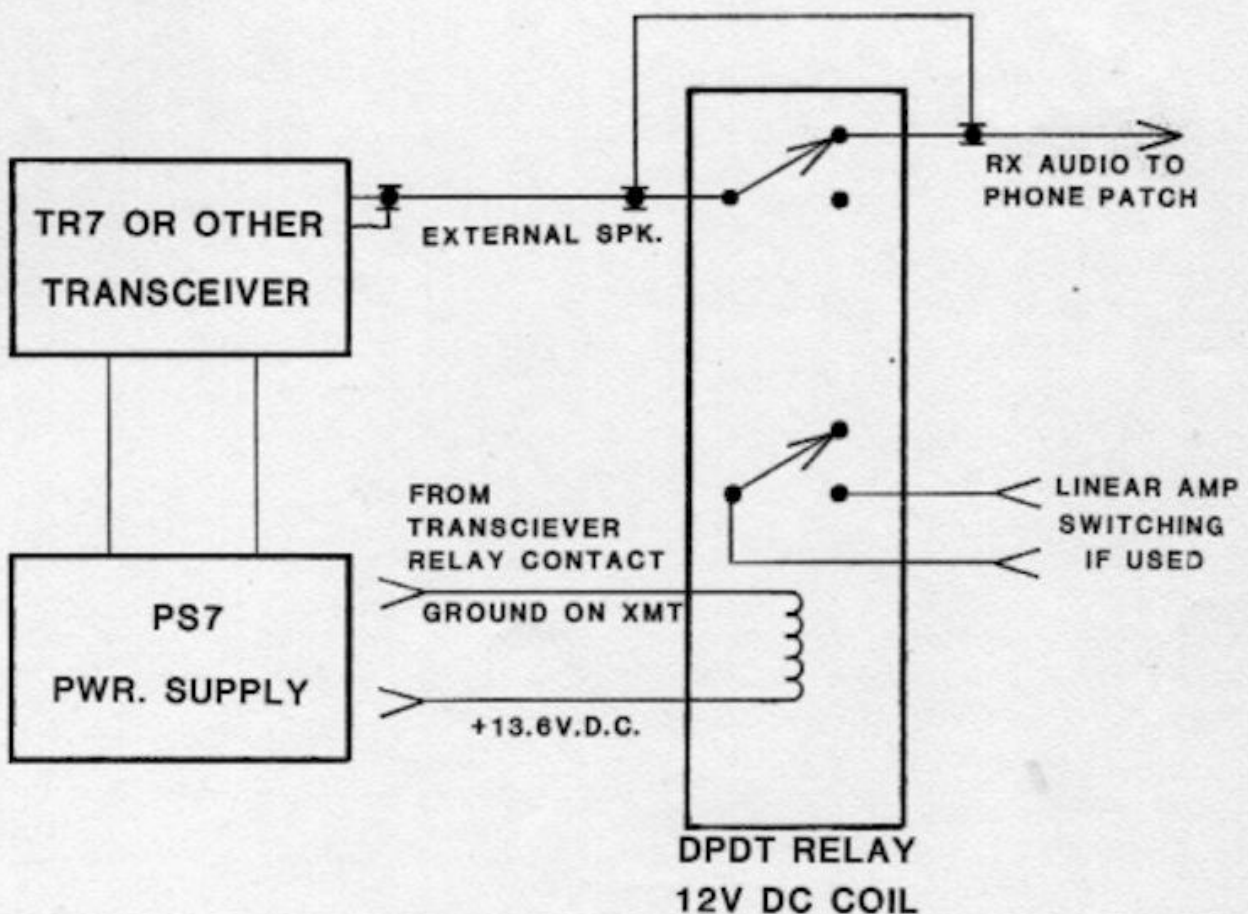 TR7 OR OTHER
TRANSCEIVER
EXTERNAL SPK.
RX AUDIO TO
PHONE PATCH
FROM
TRANSCIEVER
RELAY CONTACT
GROUND ON XMT
+13.6V.D.C.
LINEAR AMP
SWITCHING
IF USED
PS7
PWR. SUPPLY
DPDT RELAY
12V DC COIL